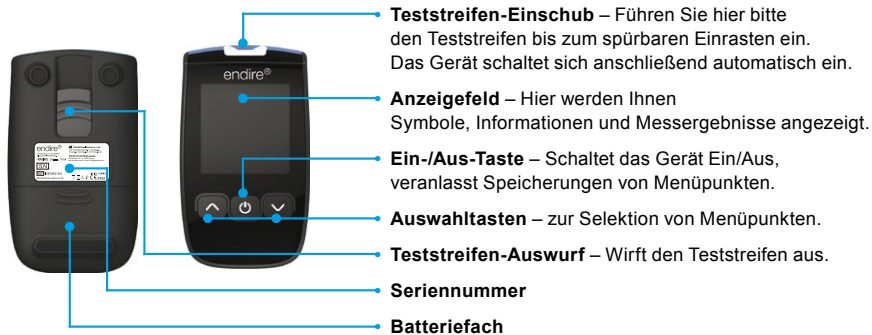 Teststreifen-Einschub – Führen Sie hier bitte
den Teststreifen bis zum spürbaren Einrasten ein.
Das Gerät schaltet sich anschließend automatisch ein.
endire®
Anzeigefeld – Hier werden Ihnen
Symbole, Informationen und Messergebnisse angezeigt.
endire®
Ein-/Aus-Taste – Schaltet das Gerät Ein/Aus,
veranlasst Speicherungen von Menüpunkten.
SN
Auswahltasten – zur Selektion von Menüpunkten.
Teststreifen-Auswurf – Wirft den Teststreifen aus.
Seriennummer
Batteriefach